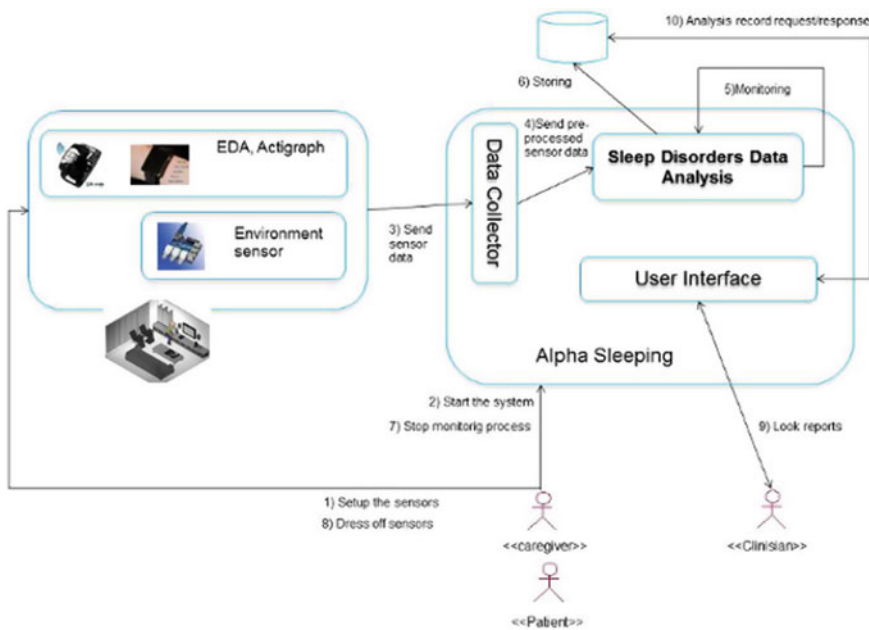 10) Analysis record request/response
6) Storing
5)Monitoring
EDA, Actigraph
Environment
sensor
3) Send
sensor
data
Data Collector
4)Send pre-
processed
sensor data
Sleep Disorders Data
Analysis
User Interface
Alpha Sleeping
2) Start the system
7) Stop monitorig process
9) Look reports
1) Setup the sensors
8) Dress off sensors
<<caregiver>>
<<Clinisian>>
<<Patient>>